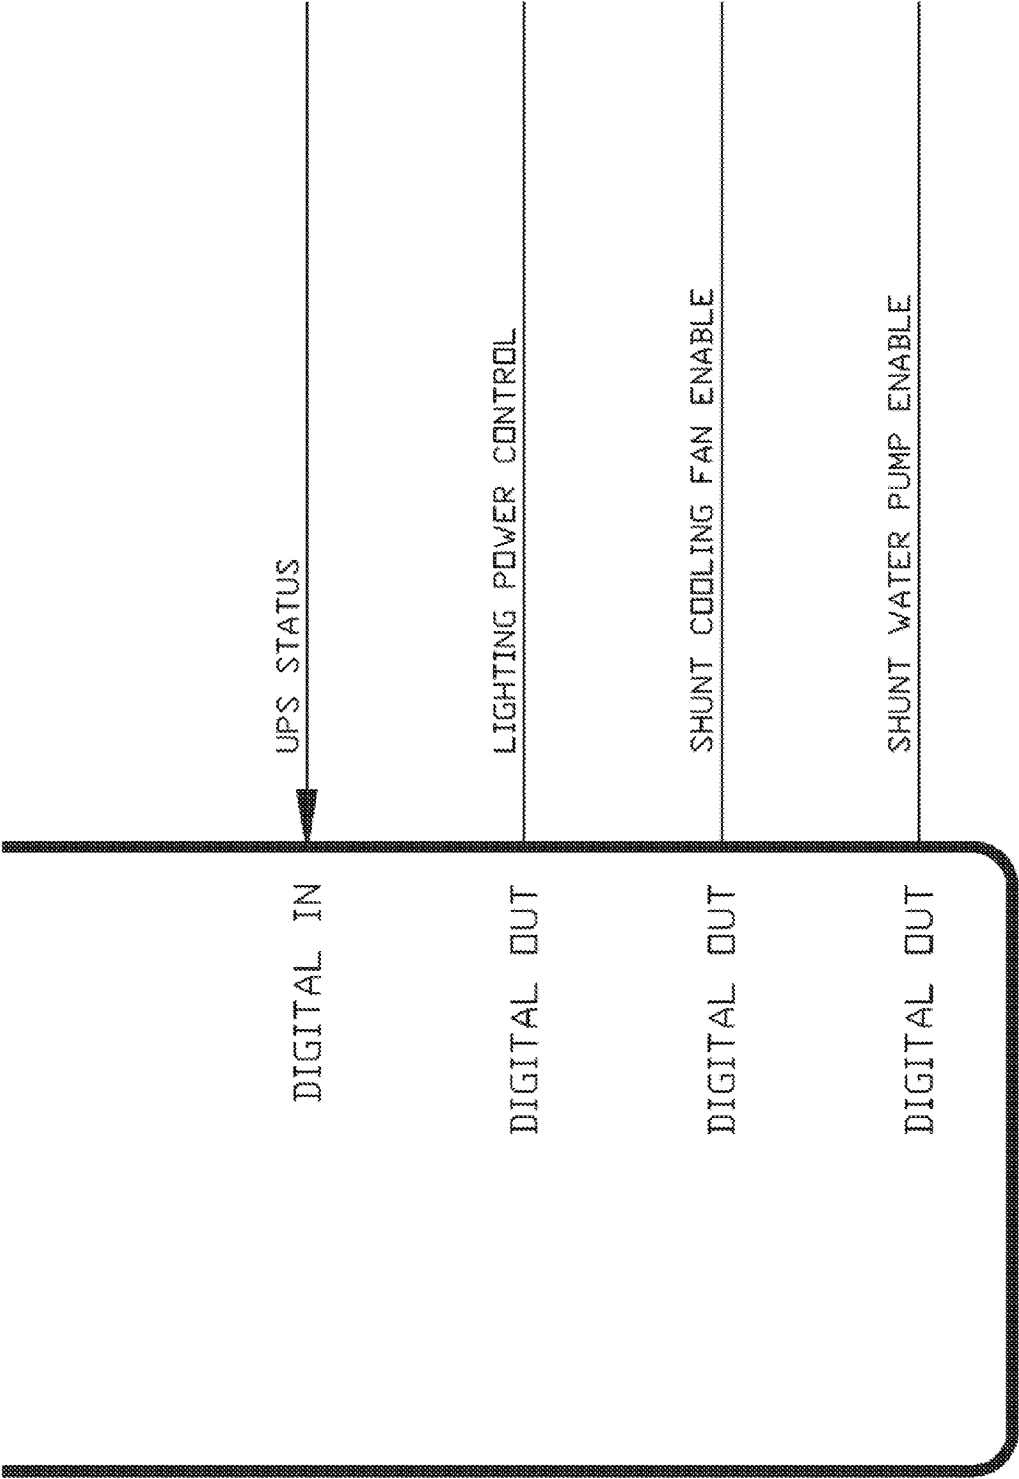 DIGITAL IN
UPS STATUS
DIGITAL OUT
LIGHTING POWER CONTROL
DIGITAL OUT
SHUNT COOLING FAN ENABLE
DIGITAL OUT
SHUNT WATER PUMP ENABLE